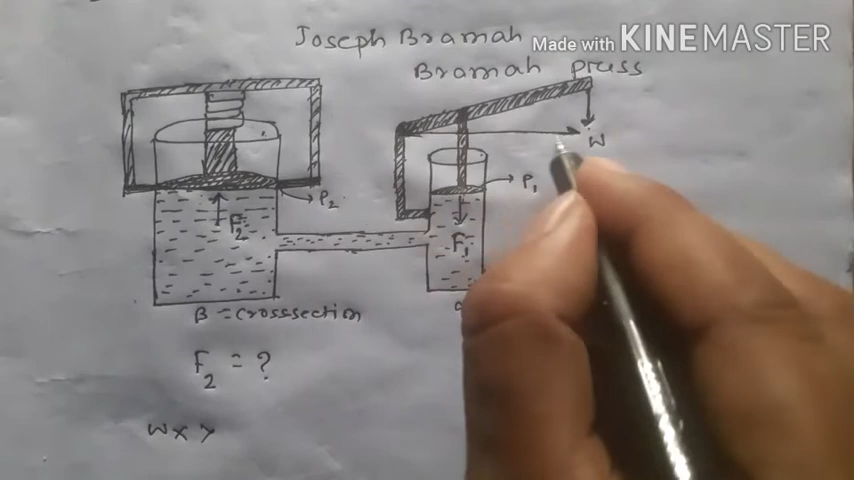 Joseph Bramah
Made with KINEMASTER
Bramah press
W
P1
P2
F2
F1
β = crosssection
F2 = ?
W×y